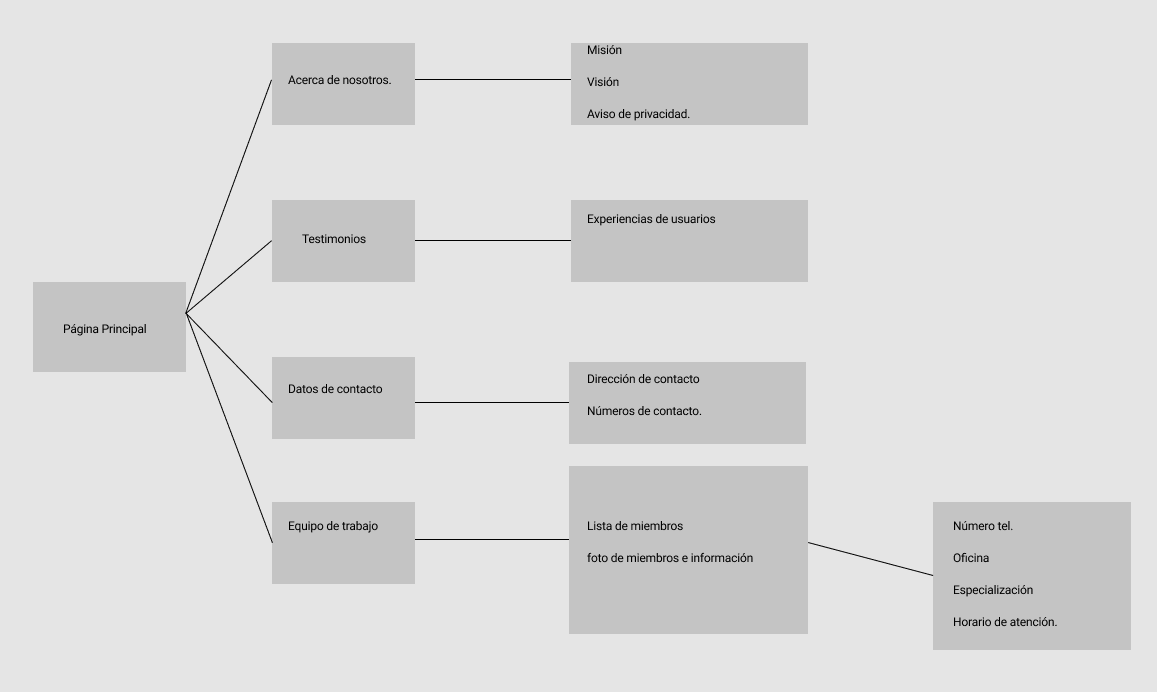 Acerca de nosotros.
Misión
Visión
Aviso de privacidad.
Testimonios
Experiencias de usuarios
Página Principal
Datos de contacto
Dirección de contacto
Números de contacto.
Equipo de trabajo
Lista de miembros
foto de miembros e información
Número tel.
Oficina
Especialización
Horario de atención.